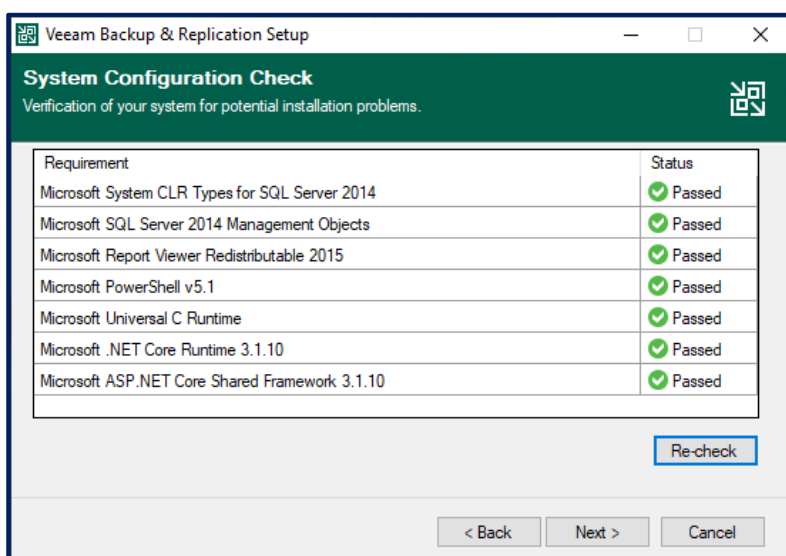 Veeam Backup & Replication Setup
System Configuration Check
Verification of your system for potential installation problems.
Requirement Status
Microsoft System CLR Types for SQL Server 2014 Passed
Microsoft SQL Server 2014 Management Objects Passed
Microsoft Report Viewer Redistributable 2015 Passed
Microsoft PowerShell v5.1 Passed
Microsoft Universal C Runtime Passed
Microsoft .NET Core Runtime 3.1.10 Passed
Microsoft ASP.NET Core Shared Framework 3.1.10 Passed
Re-check
< Back Next > Cancel